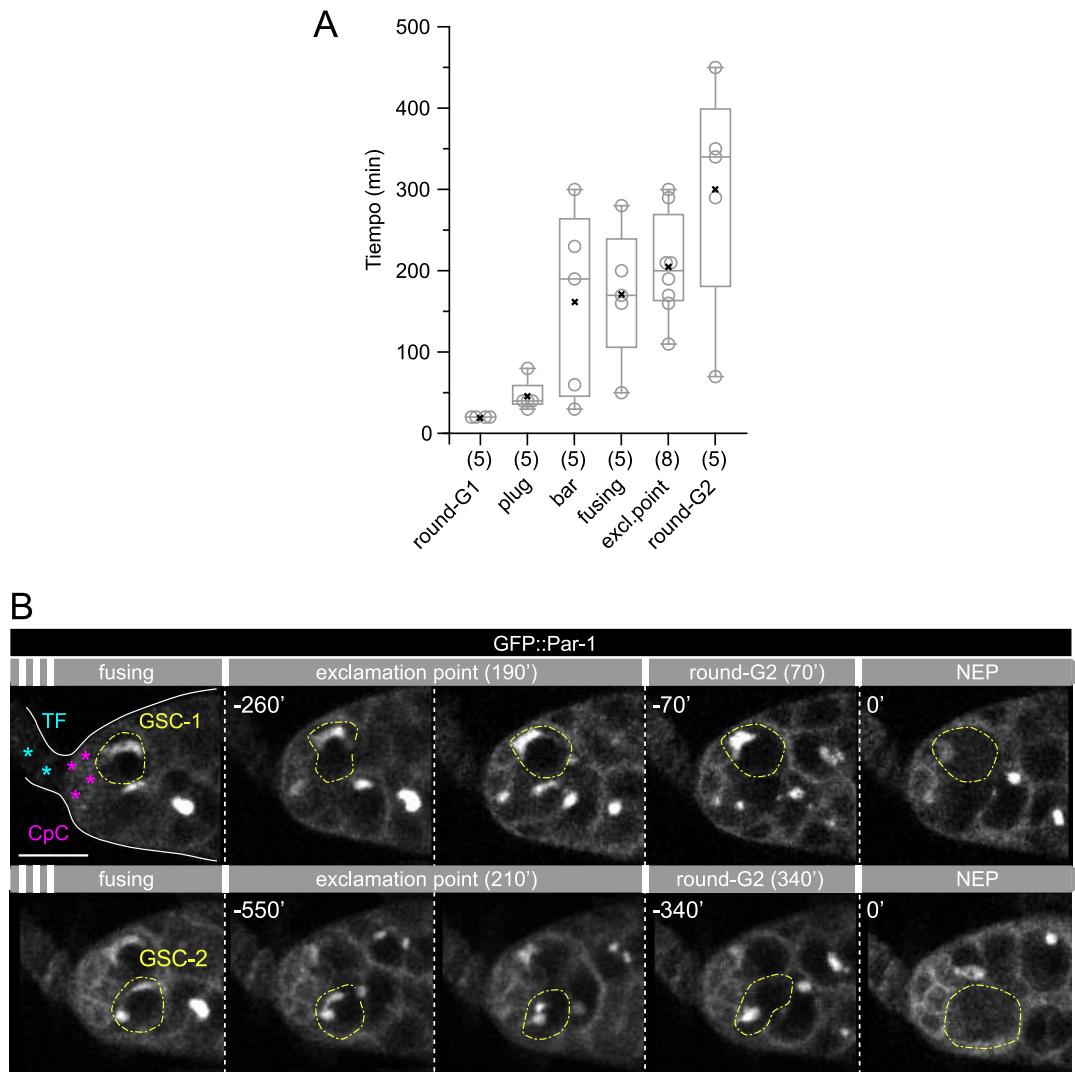 A
500
400
300
200
100
0
Tiempo (min)
(5) (5) (5) (5) (8) (5)
round-G1 plug bar fusing excl.point round-G2
B
GFP::Par-1
fusing exclamation point (190’) round-G2 (70’) NEP
TF GSC-1 -260’ -70’ 0’
* * * * * *
CpC
fusing exclamation point (210’) round-G2 (340’) NEP
GSC-2 -550’ -340’ 0’